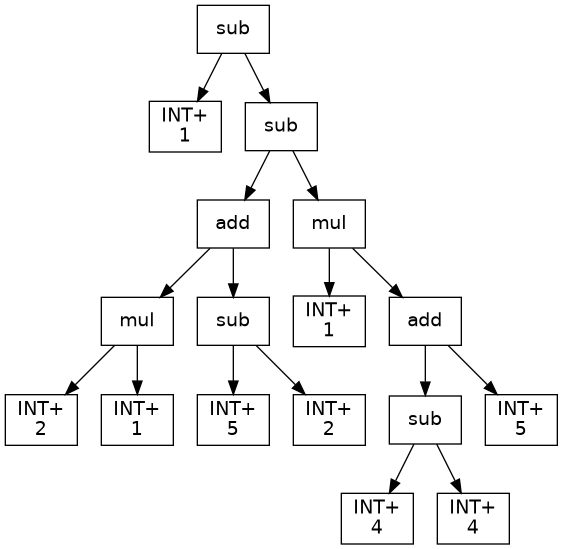 sub
INT+
1
sub
add
mul
mul
sub
INT+
1
add
INT+
2
INT+
1
INT+
5
INT+
2
sub
INT+
5
INT+
4
INT+
4